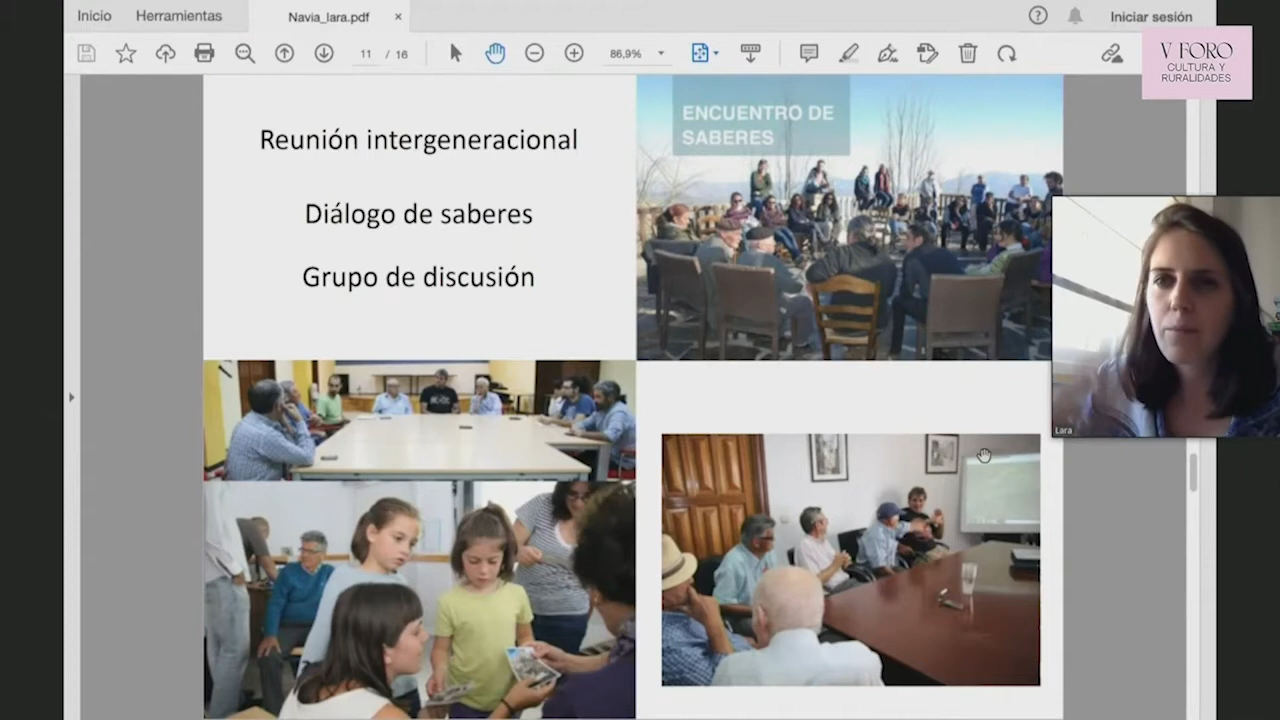 Inicio
Herramientas
Navia_lara.pdf
Iniciar sesión
11 / 16
86,9%
V FORO
CULTURA Y
RURALIDADES
Reunión intergeneracional
Diálogo de saberes
Grupo de discusión
ENCUENTRO DE
SABERES
Lara